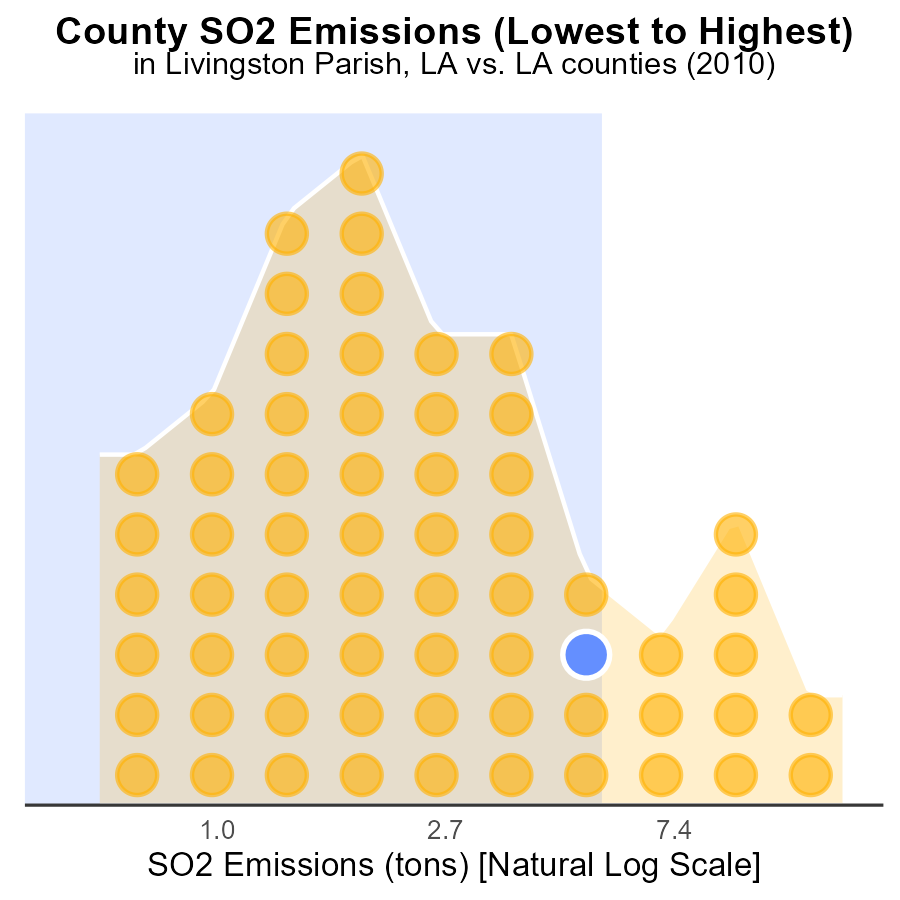 County SO2 Emissions (Lowest to Highest)
in Livingston Parish, LA vs. LA counties (2010)
1.0 2.7 7.4
SO2 Emissions (tons) [Natural Log Scale]